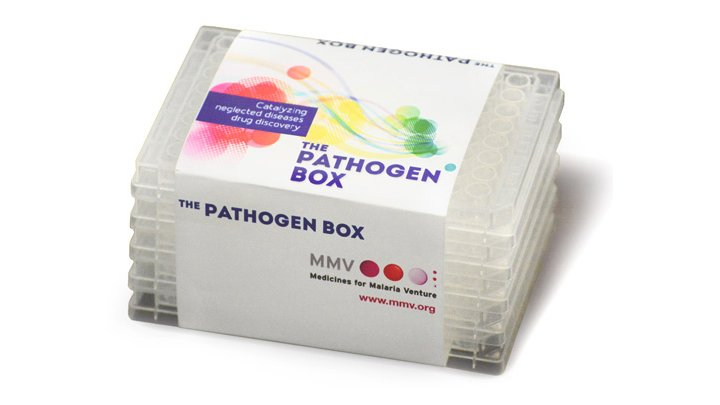 THE PATHOGEN BOX
Catalyzing
neglected diseases
drug discovery
THE
PATHOGEN
BOX
THE PATHOGEN BOX
MMV
Medicines for Malaria Venture
www.mmv.org